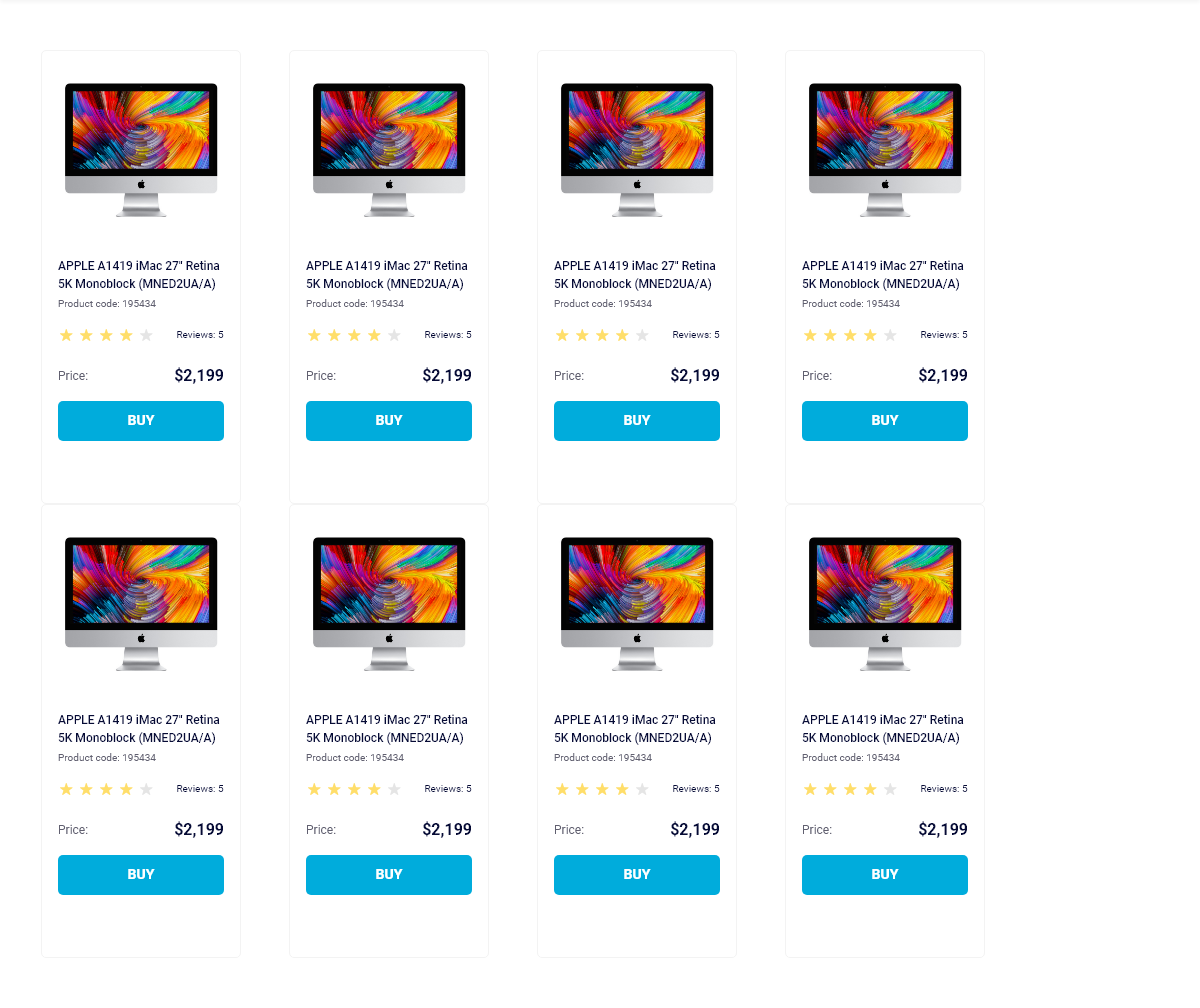 APPLE A1419 iMac 27" Retina
5K Monoblock (MNED2UA/A)
Product code: 195434
Reviews: 5
Price: $2,199
BUY
APPLE A1419 iMac 27" Retina
5K Monoblock (MNED2UA/A)
Product code: 195434
Reviews: 5
Price: $2,199
BUY
APPLE A1419 iMac 27" Retina
5K Monoblock (MNED2UA/A)
Product code: 195434
Reviews: 5
Price: $2,199
BUY
APPLE A1419 iMac 27" Retina
5K Monoblock (MNED2UA/A)
Product code: 195434
Reviews: 5
Price: $2,199
BUY
APPLE A1419 iMac 27" Retina
5K Monoblock (MNED2UA/A)
Product code: 195434
Reviews: 5
Price: $2,199
BUY
APPLE A1419 iMac 27" Retina
5K Monoblock (MNED2UA/A)
Product code: 195434
Reviews: 5
Price: $2,199
BUY
APPLE A1419 iMac 27" Retina
5K Monoblock (MNED2UA/A)
Product code: 195434
Reviews: 5
Price: $2,199
BUY
APPLE A1419 iMac 27" Retina
5K Monoblock (MNED2UA/A)
Product code: 195434
Reviews: 5
Price: $2,199
BUY